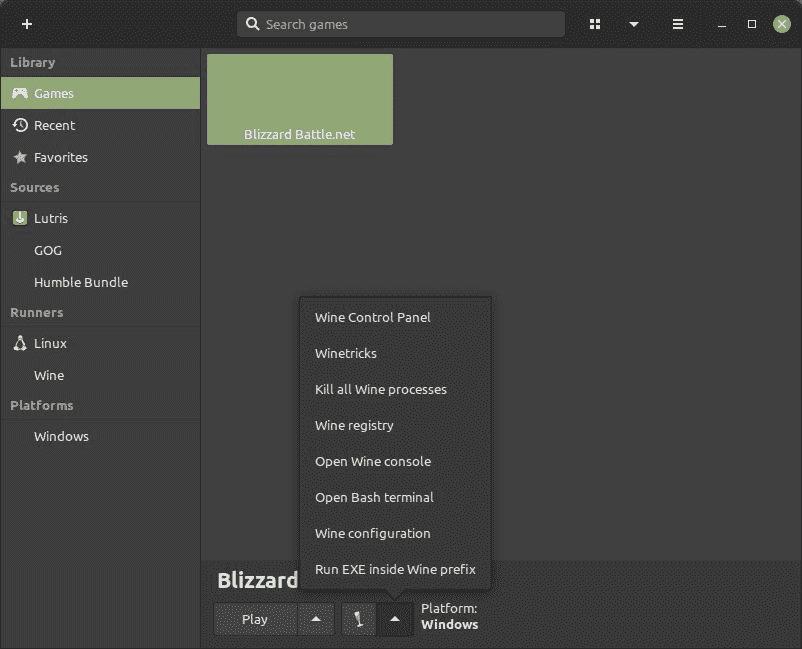 Search games
Library
Games
Recent
Favorites
Sources
Lutris
GOG
Humble Bundle
Runners
Linux
Wine
Platforms
Windows
Blizzard Battle.net
Wine Control Panel
Winetricks
Kill all Wine processes
Wine registry
Open Wine console
Open Bash terminal
Wine configuration
Run EXE inside Wine prefix
Blizzard
Play
Platform:
Windows